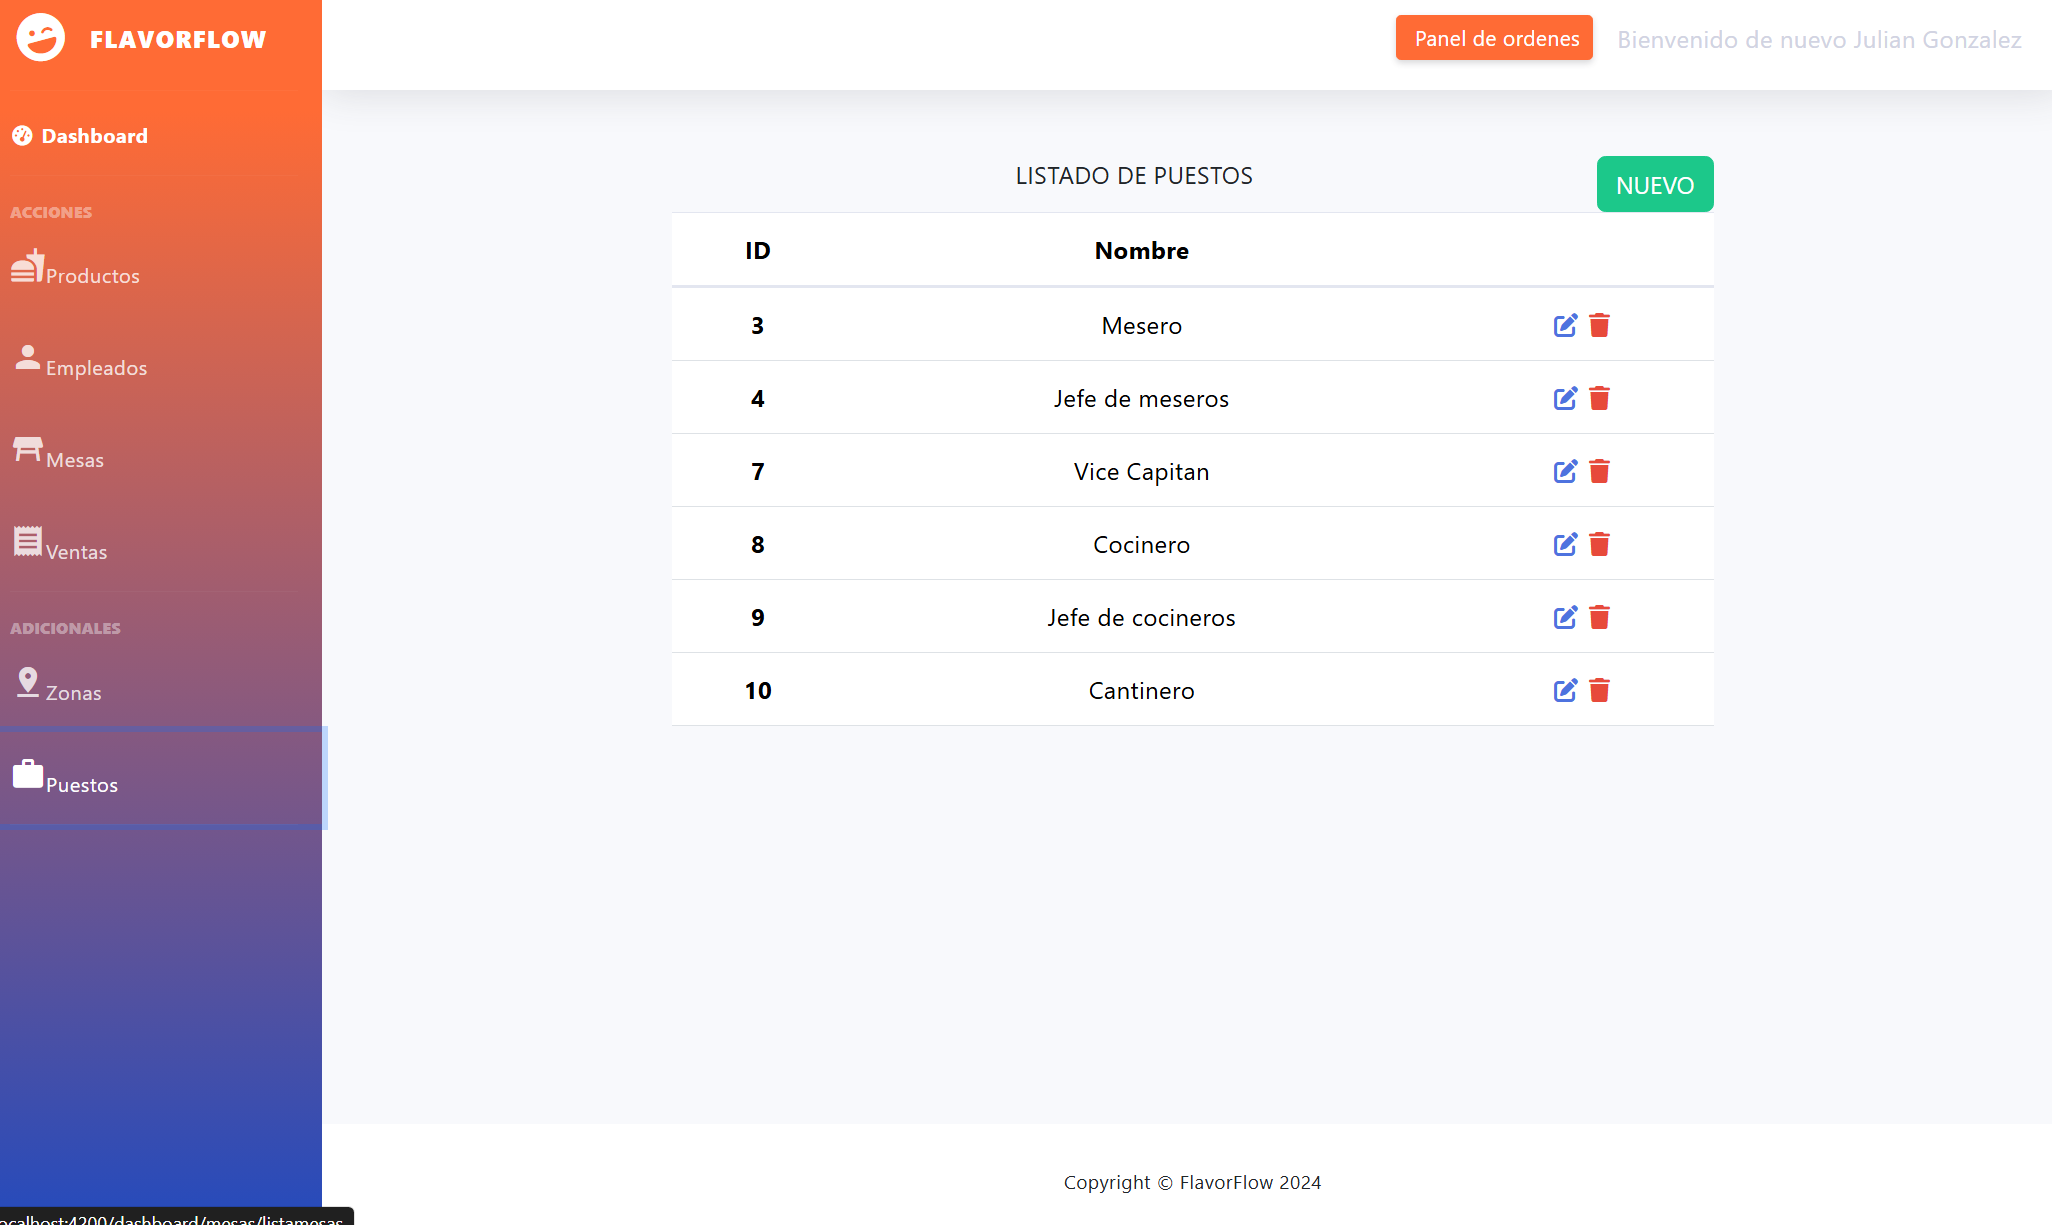 FLAVORFLOW
Panel de ordenes
Bienvenido de nuevo Julian Gonzalez
Dashboard
ACCIONES
Productos
Empleados
Mesas
Ventas
ADICIONALES
Zonas
Puestos
LISTADO DE PUESTOS
NUEVO
ID Nombre
3 Mesero
4 Jefe de meseros
7 Vice Capitan
8 Cocinero
9 Jefe de cocineros
10 Cantinero
Copyright © FlavorFlow 2024
ocalhost:4200/dashboard/mesas/listamesas